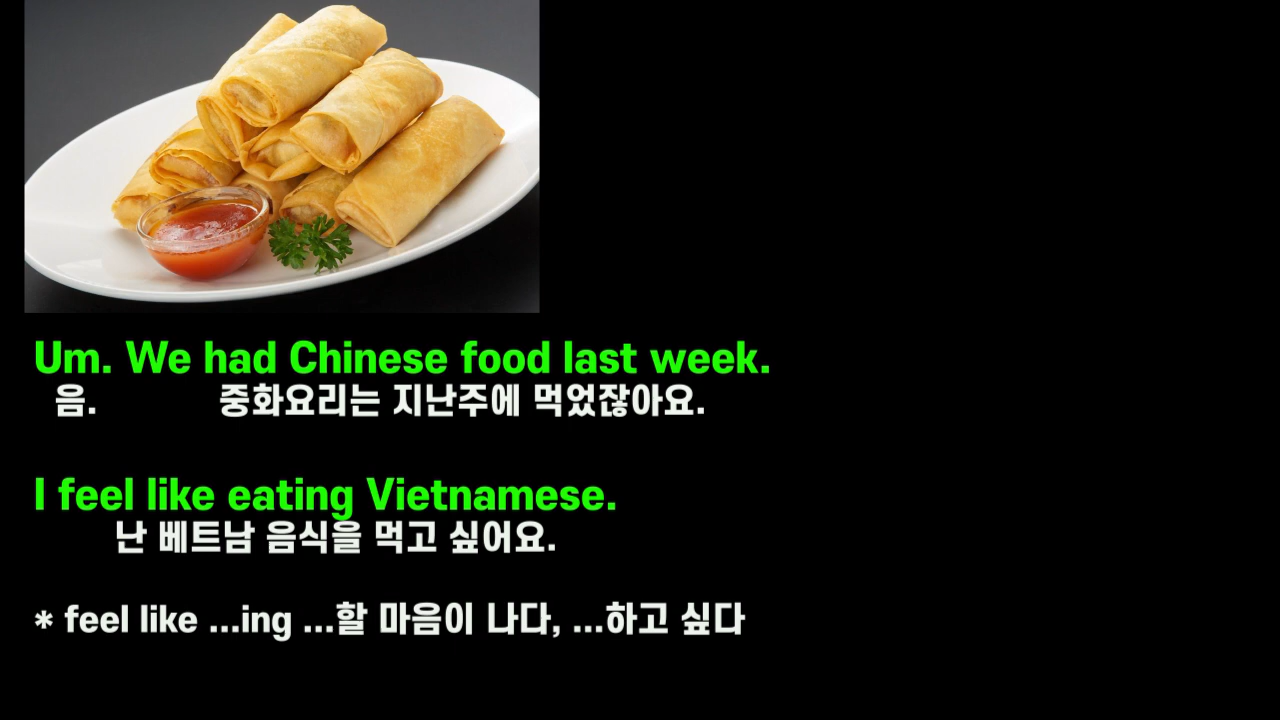 Um. We had Chinese food last week.
음. 중화요리는 지난주에 먹었잖아요.
I feel like eating Vietnamese.
난 베트남 음식을 먹고 싶어요.
* feel like ...ing ...할 마음이 나다, ...하고 싶다